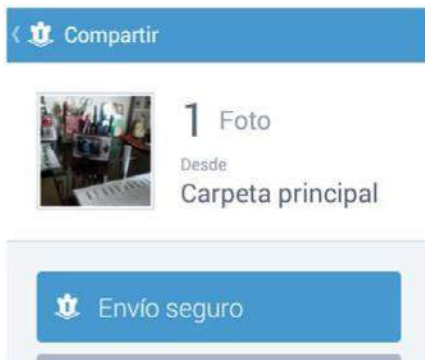 Compartir
1 Foto
Desde
Carpeta principal
Envío seguro